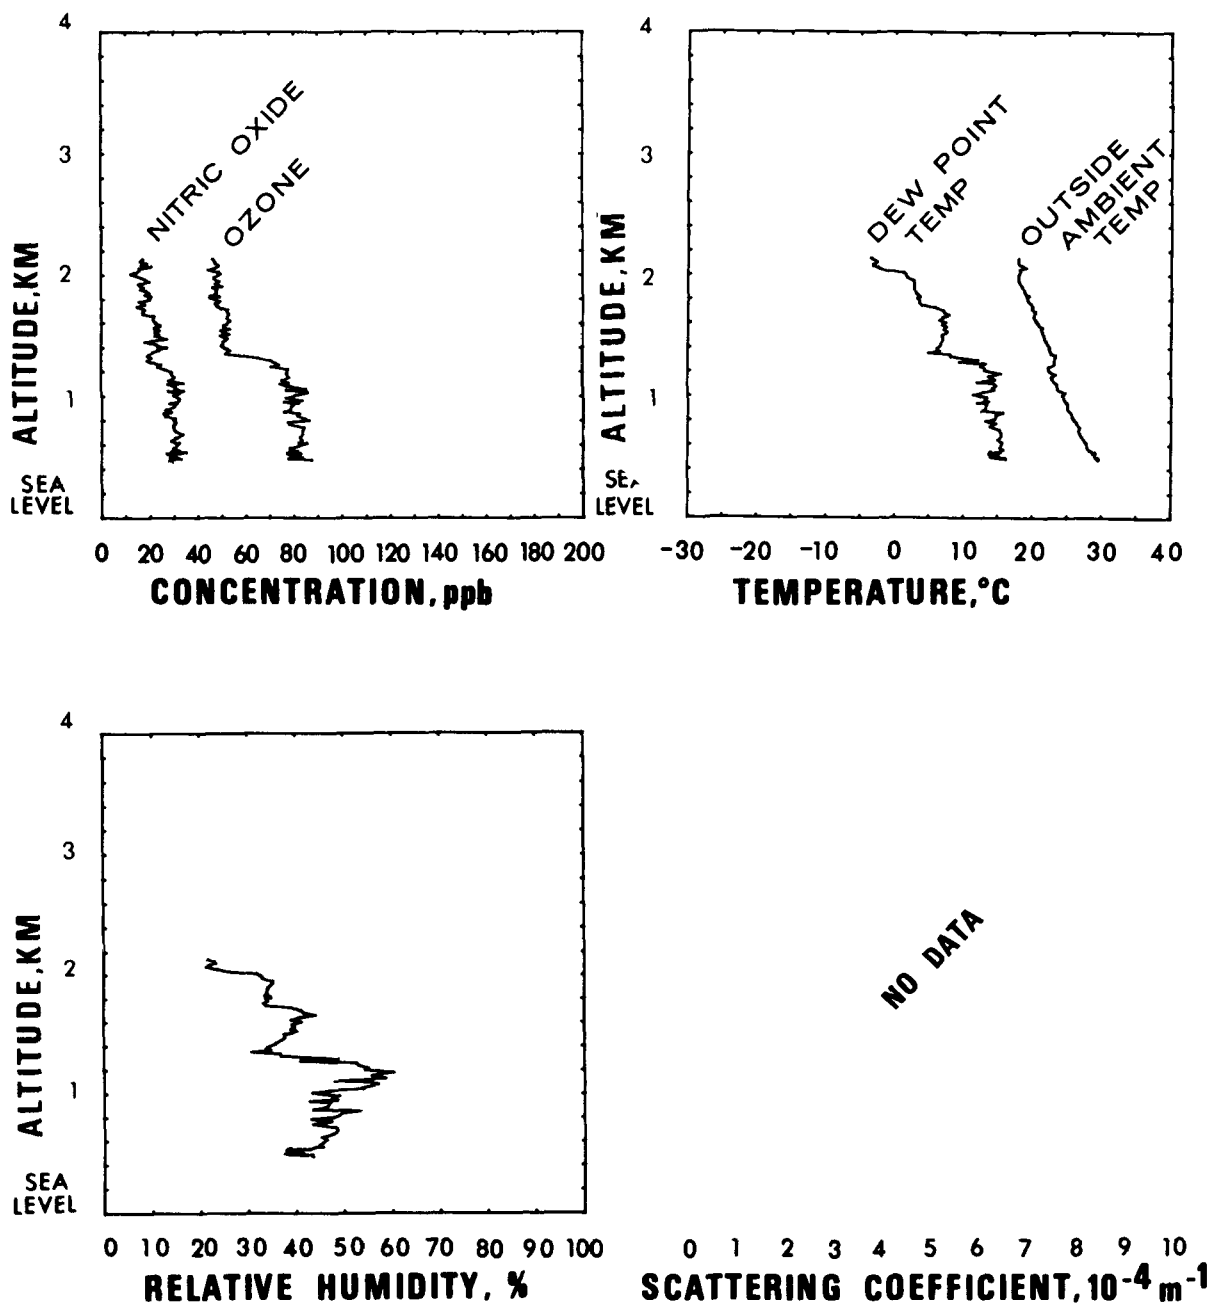 4
3
2
1
SEA
LEVEL
ALTITUDE,KM
NITRIC OXIDE
OZONE
0 20 40 60 80 100 120 140 160 180 200
CONCENTRATION, ppb
4
3
2
1
LEVEL
ALTITUDE,KM
DEW POINT
TEMP
OUTSIDE
AMBIENT
TEMP
-30 -20 -10 0 10 20 30 40
TEMPERATURE,°C
4
3
2
1
SEA
LEVEL
ALTITUDE,KM
0 10 20 30 40 50 60 70 80 90 100
RELATIVE HUMIDITY, %
NO DATA
0 1 2 3 4 5 6 7 8 9 10
SCATTERING COEFFICIENT, 10⁻⁴ m⁻¹